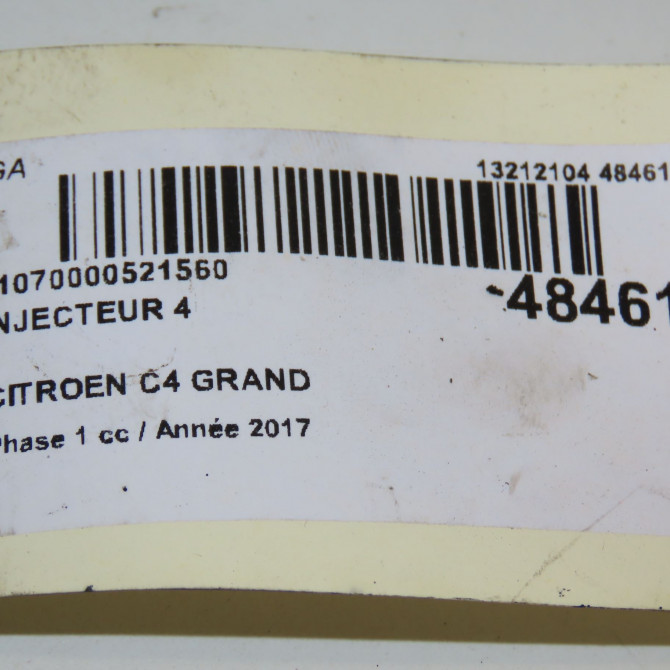 GA
13212104 48461
1070000521560
-48461
NJECTEUR 4
CITROEN C4 GRAND
Phase 1 cc / Année 2017